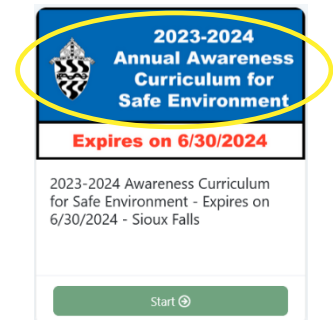 2023-2024
Annual Awareness
Curriculum for
Safe Environment
Expires on 6/30/2024
2023-2024 Awareness Curriculum
for Safe Environment - Expires on
6/30/2024 - Sioux Falls
Start